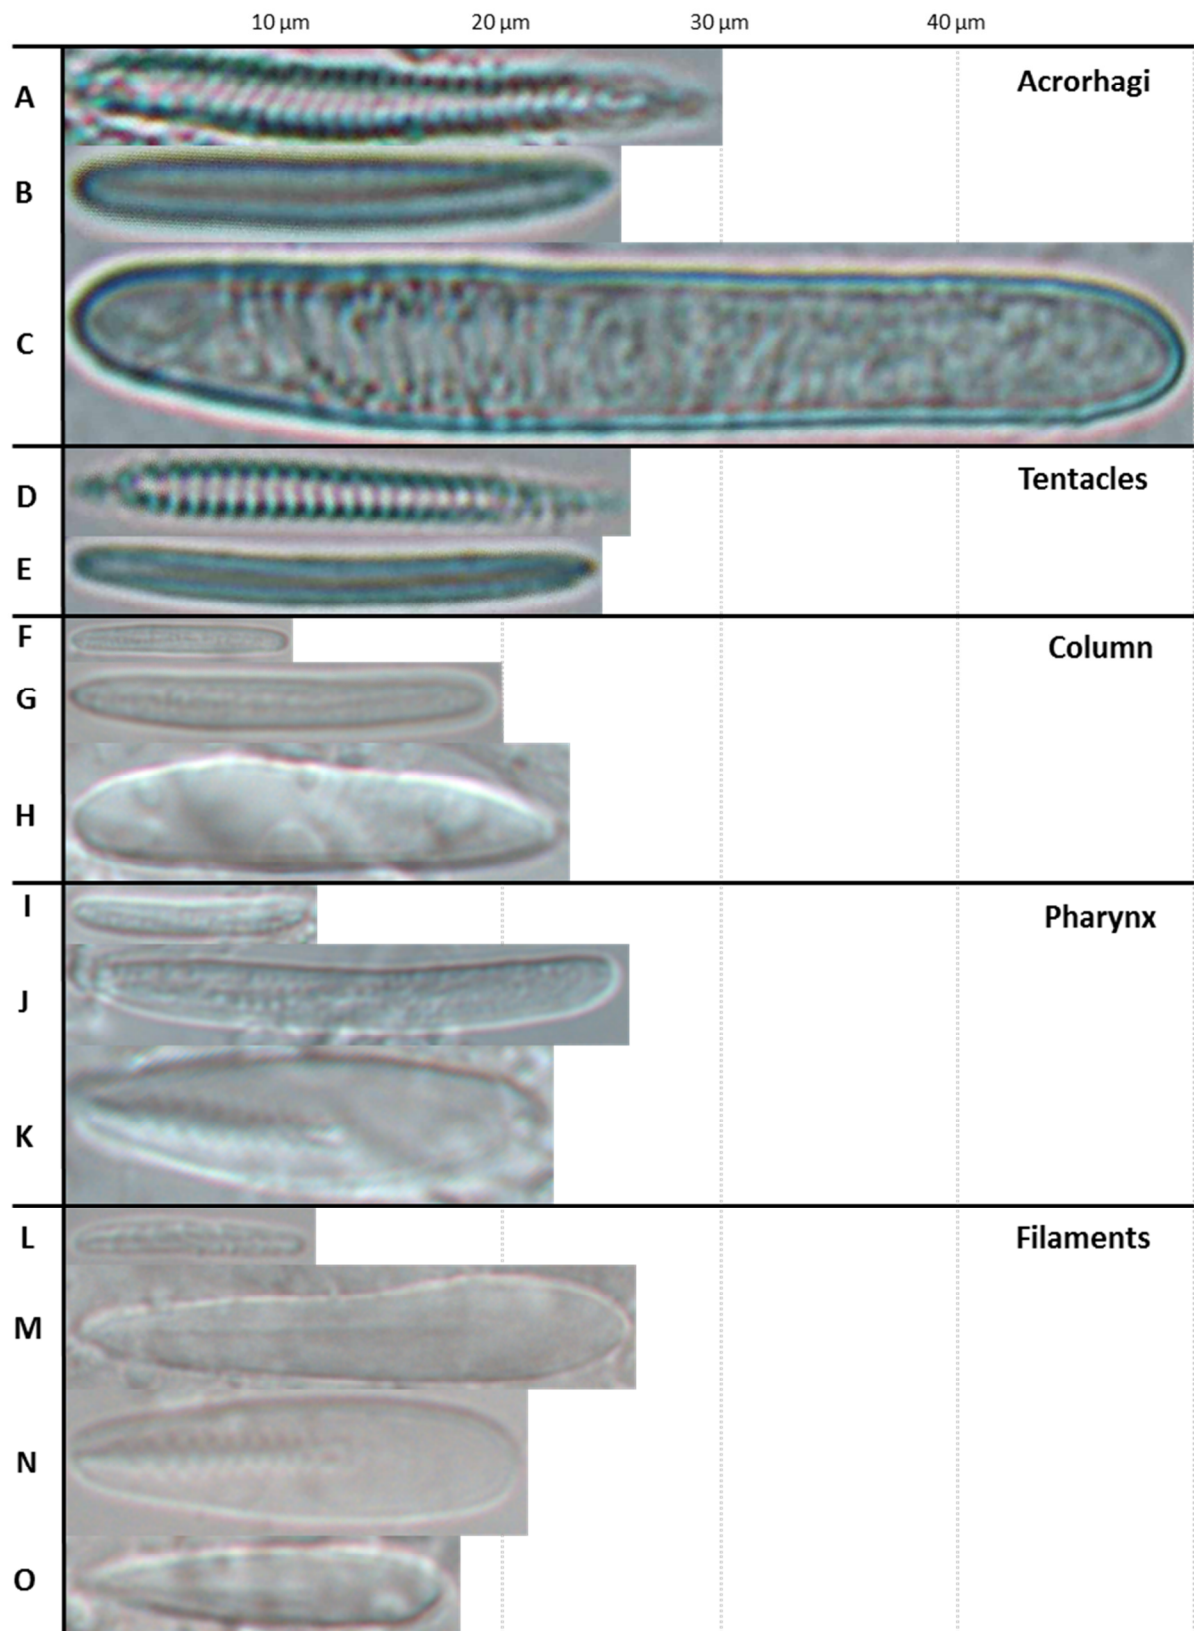 10 µm 20 µm 30 µm 40 µm
A Acrorhagi
B
C
D Tentacles
E
F Column
G
H
I Pharynx
J
K
L Filaments
M
N
O